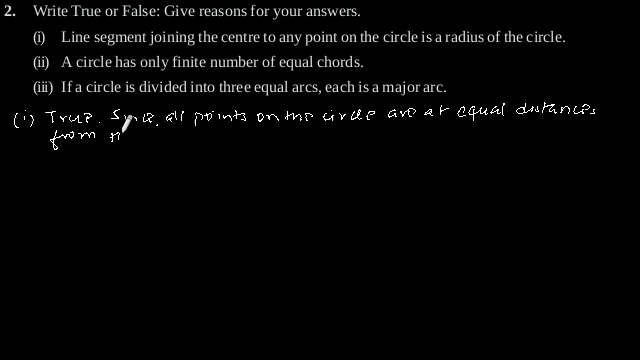 2. Write True or False: Give reasons for your answers.
(i) Line segment joining the centre to any point on the circle is a radius of the circle.
(ii) A circle has only finite number of equal chords.
(iii) If a circle is divided into three equal arcs, each is a major arc.
(i) True. Since, all points on the circle are at equal distances
from